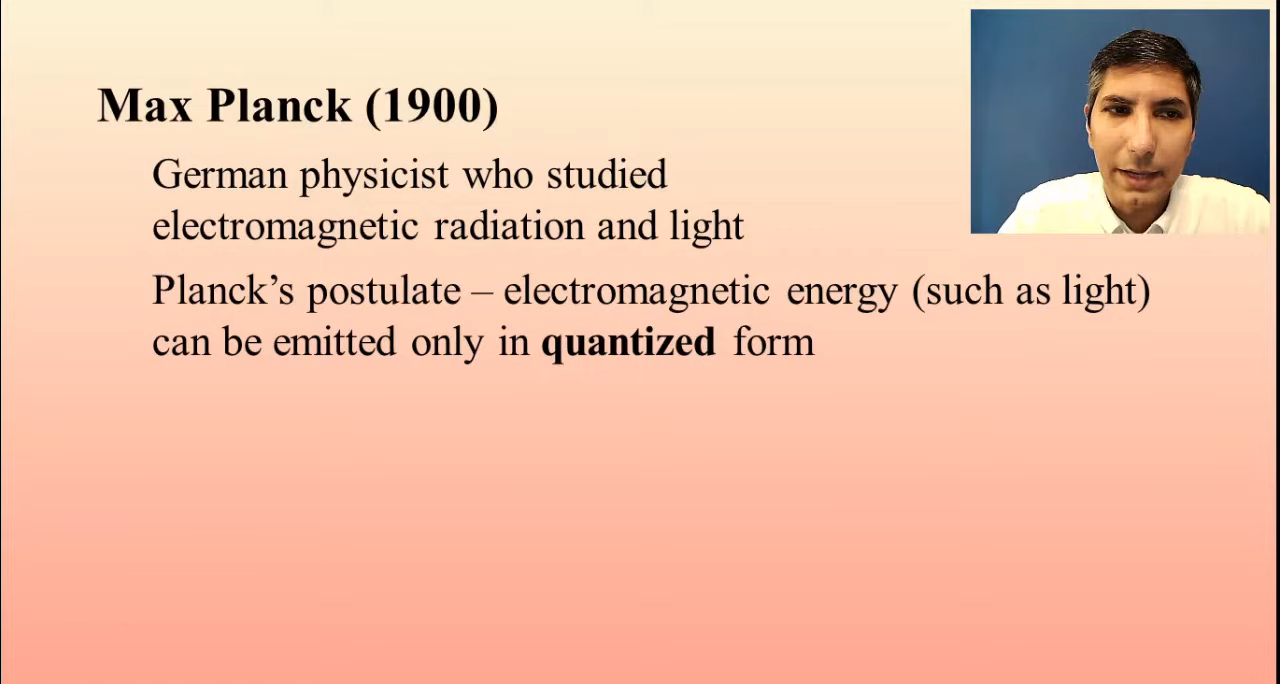 Max Planck (1900)
German physicist who studied
electromagnetic radiation and light
Planck’s postulate – electromagnetic energy (such as light)
can be emitted only in quantized form